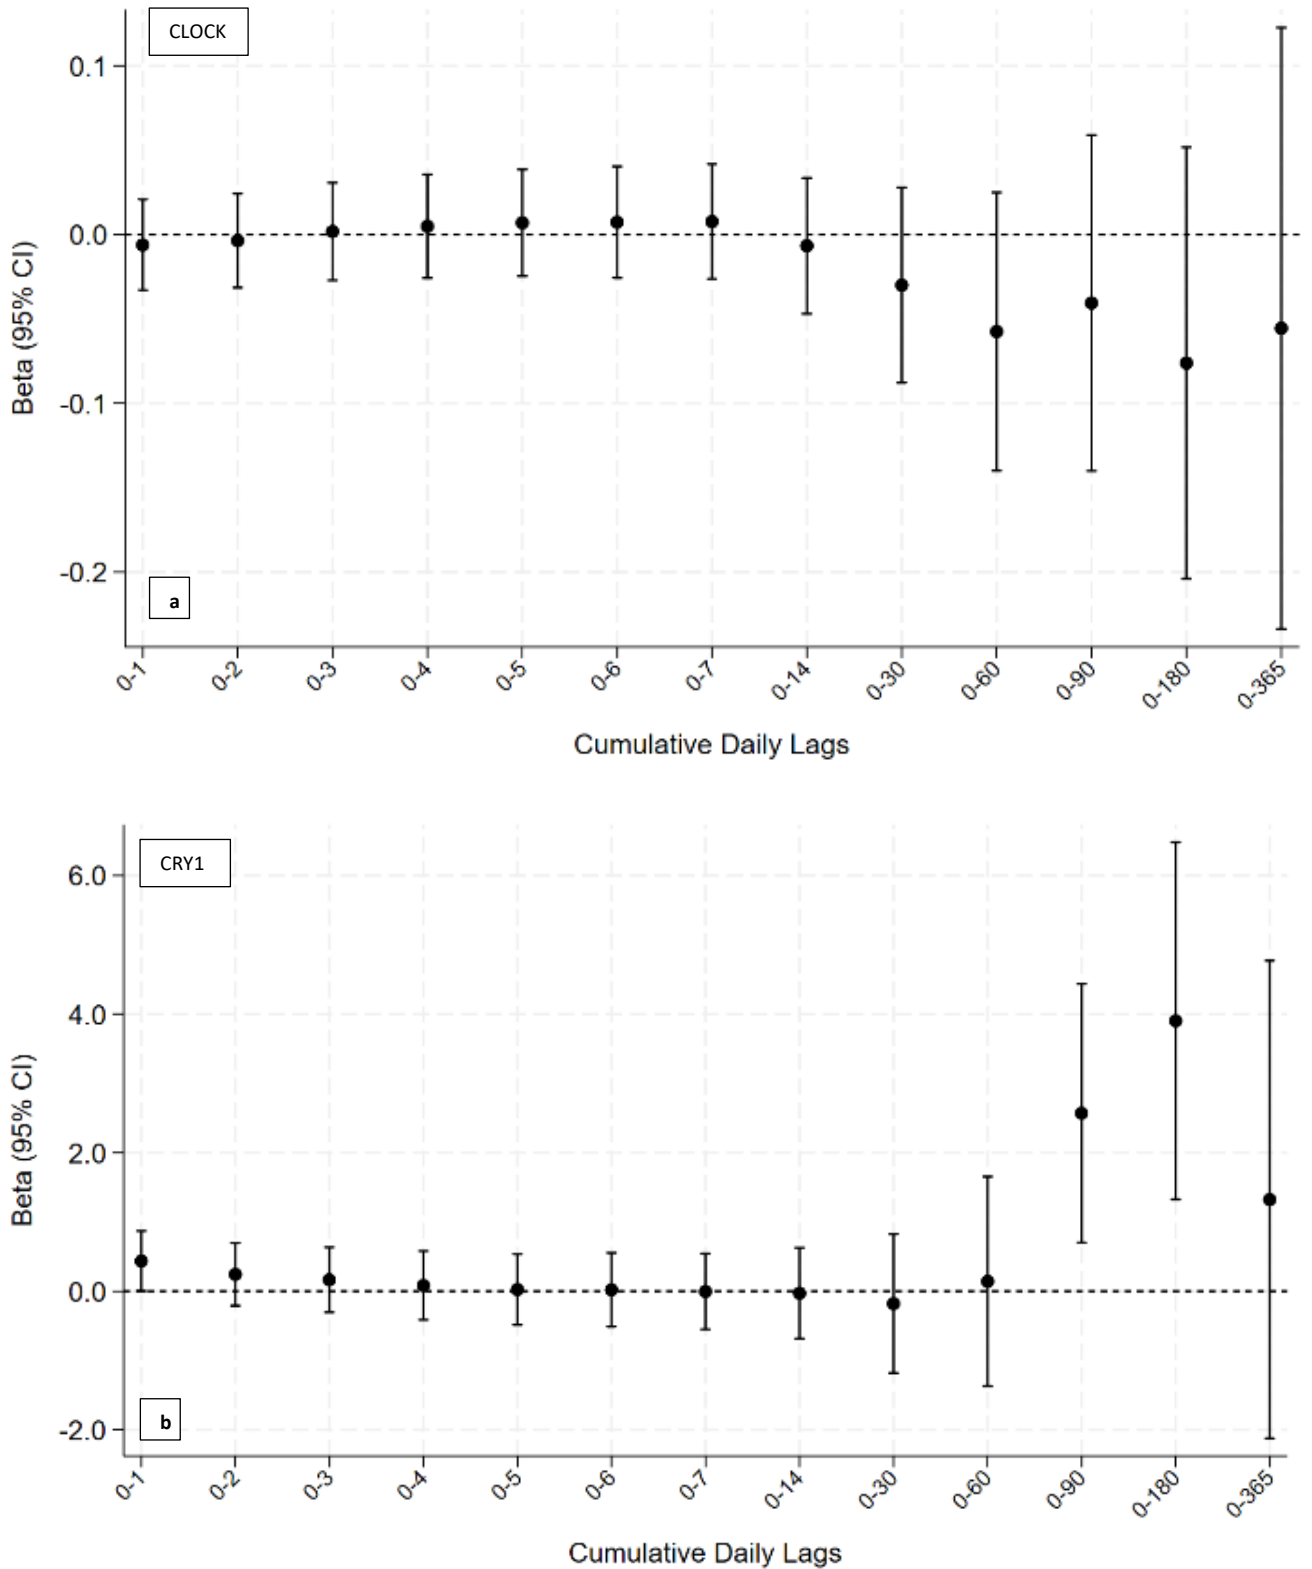 CLOCK
0.1
0.0
-0.1
-0.2
Beta (95% CI)
a
0-1 0-2 0-3 0-4 0-5 0-6 0-7 0-14 0-30 0-60 0-90 0-180 0-365
Cumulative Daily Lags
CRY1
6.0
4.0
2.0
0.0
-2.0
Beta (95% CI)
b
0-1 0-2 0-3 0-4 0-5 0-6 0-7 0-14 0-30 0-60 0-90 0-180 0-365
Cumulative Daily Lags